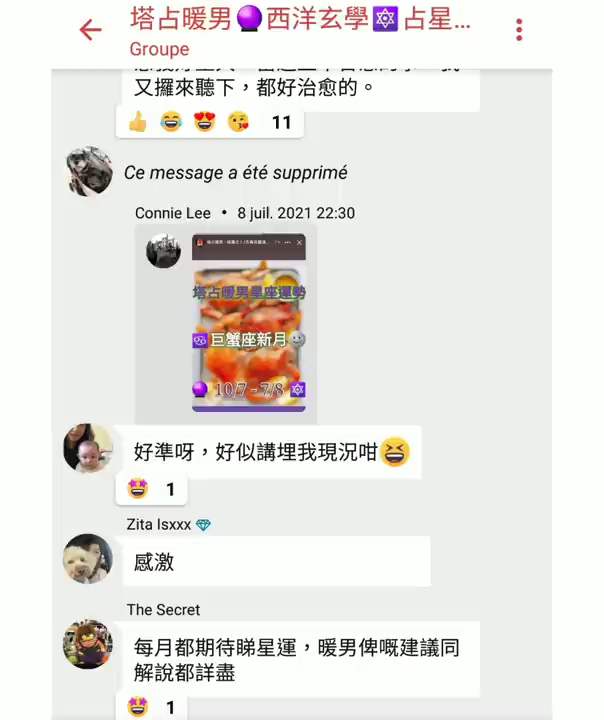 塔占暖男🔮西洋玄學🔯占星...
Groupe
又攞來聽下，都好治愈的。
👍 😂 😍 😘 11
Ce message a été supprimé
Connie Lee • 8 juil. 2021 22:30
塔占暖男星座運勢
♋ 巨蟹座新月 🌚
🔮 10/7 - 7/8 🔯
好準呀，好似講埋我現況咁😆
🤩 1
Zita Isxxx 💎
感激
The Secret
每月都期待睇星運，暖男俾嘅建議同
解說都詳盡
🤩 1